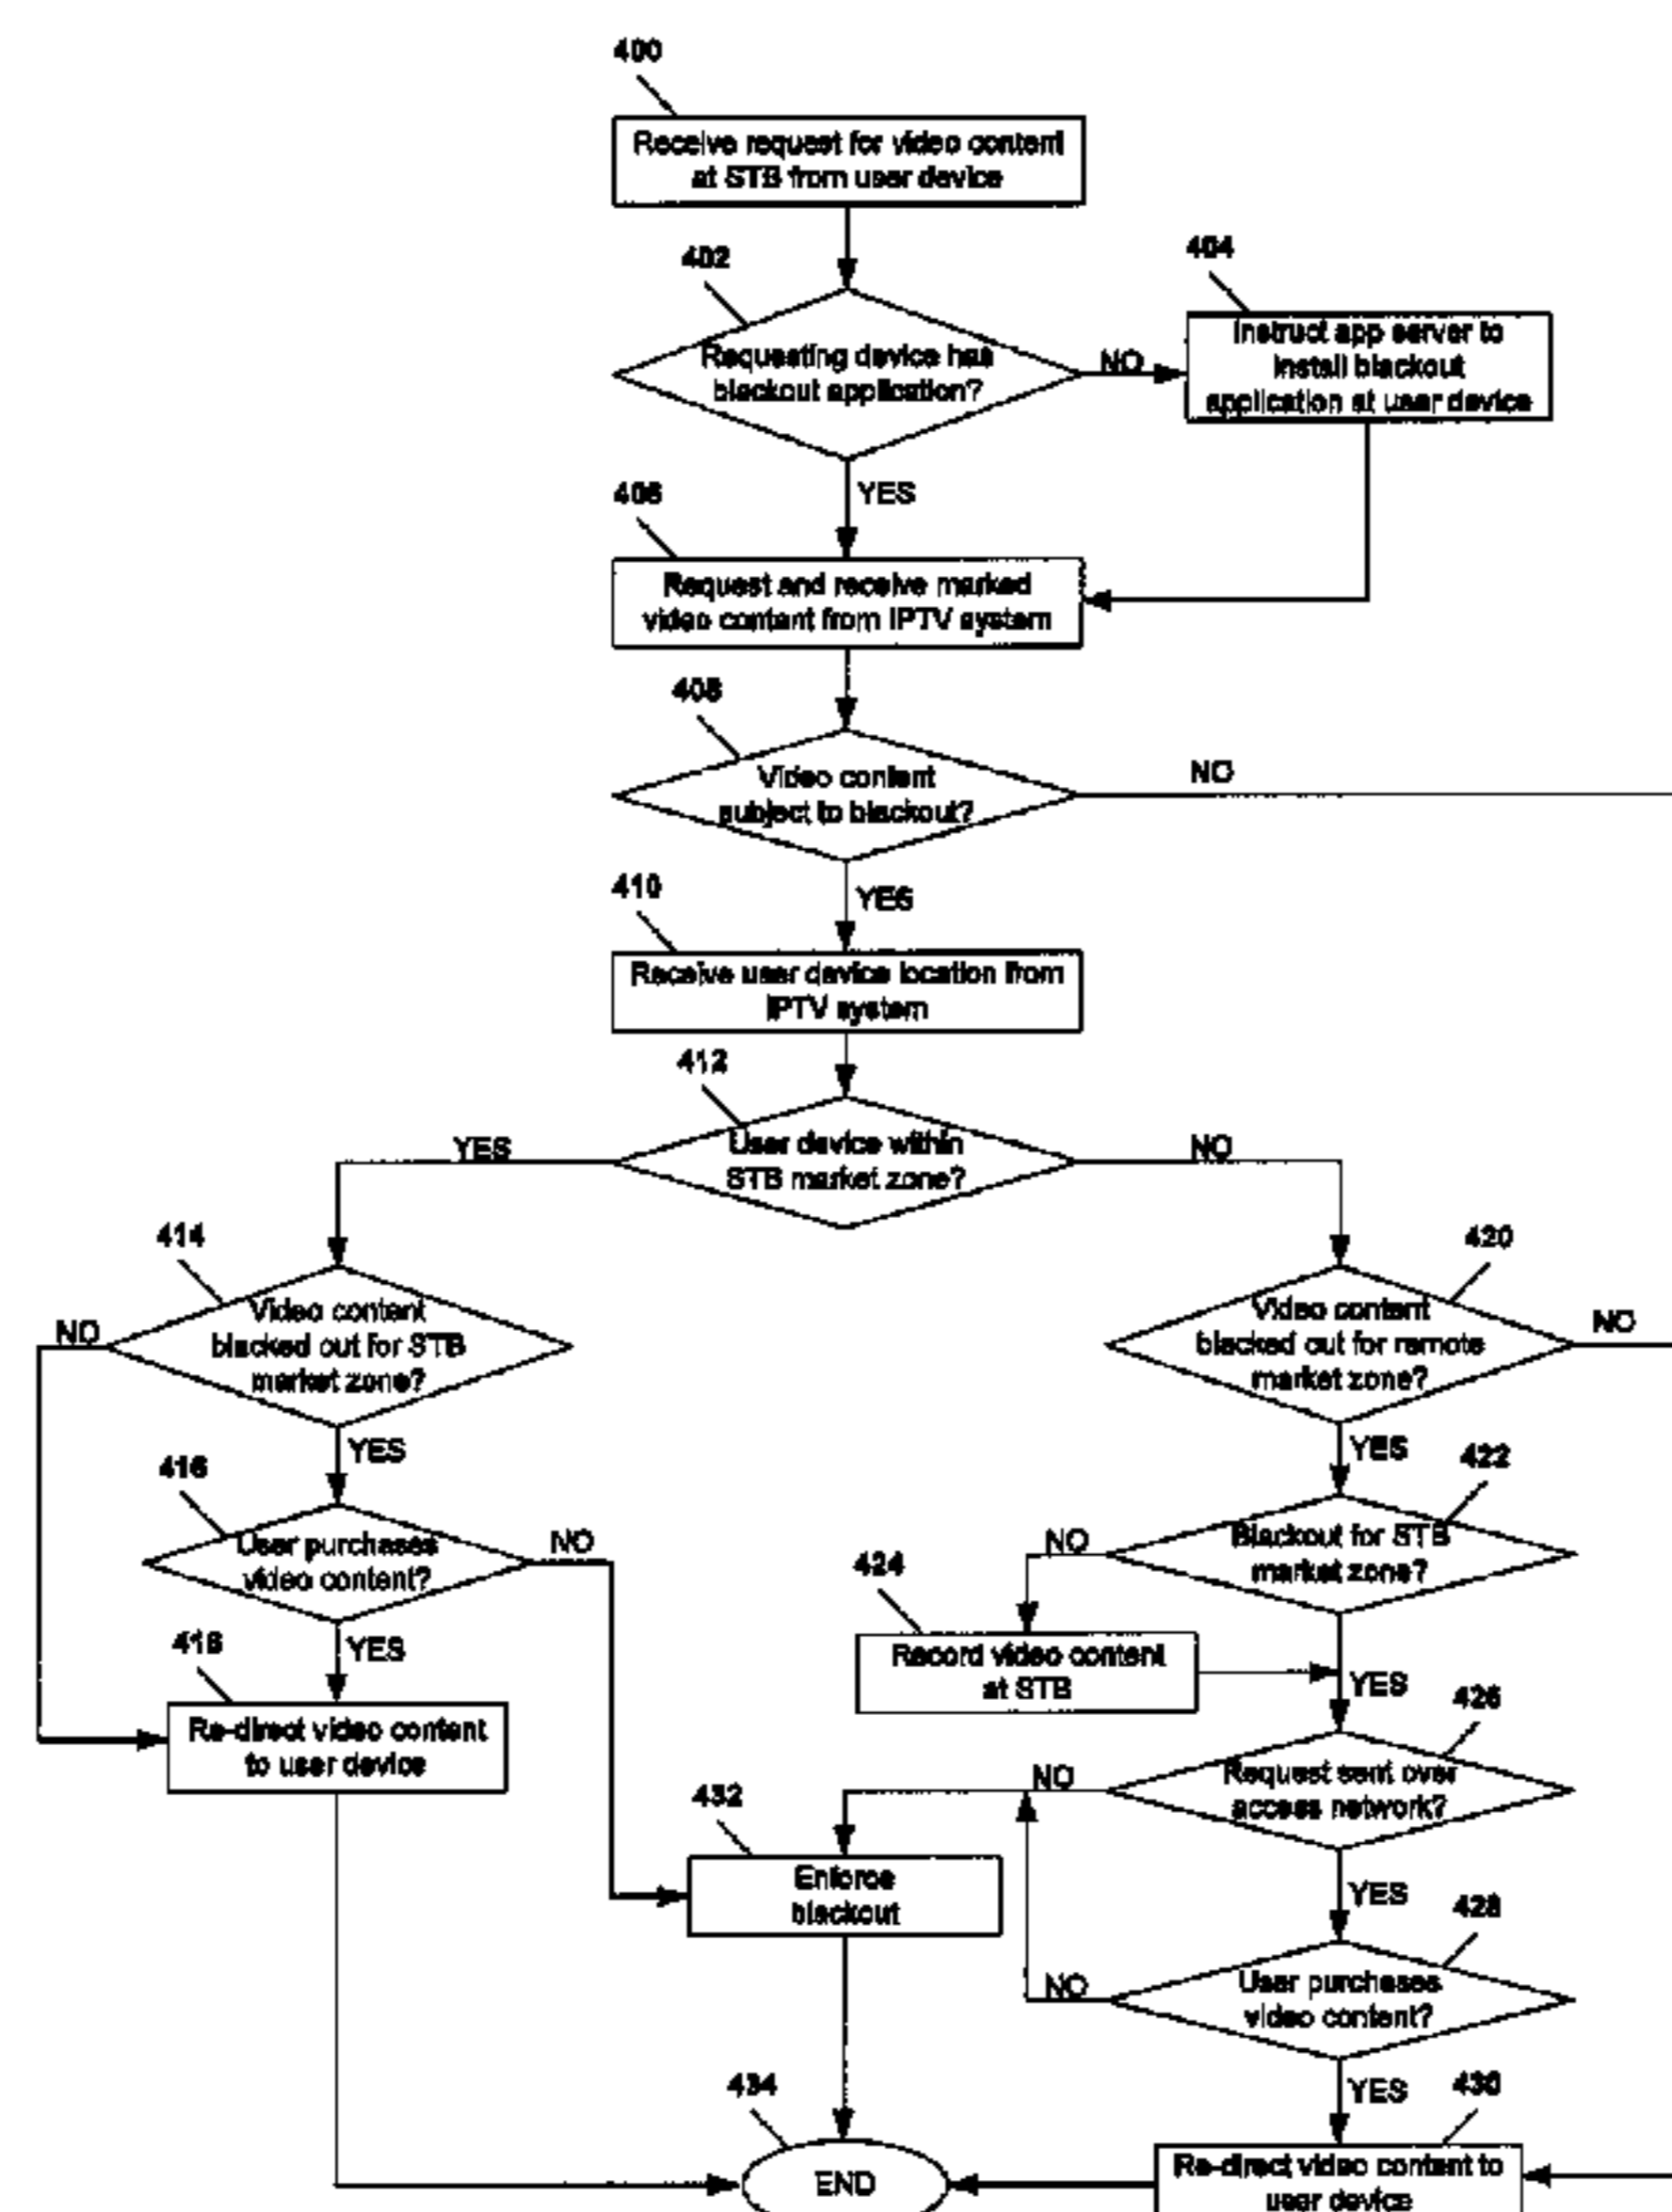 400
Receive request for video content
at STB from user device
402
Requesting device has
blackout application?
NO
404
Instruct app server to
install blackout
application at user device
YES
406
Request and receive marked
video content from IPTV system
408
Video content
subject to blackout?
NO
YES
410
Receive user device location from
IPTV system
412
User device within
STB market zone?
YES
NO
414
Video content
blacked out for STB
market zone?
NO
YES
420
Video content
blacked out for remote
market zone?
NO
YES
416
User purchases
video content?
NO
YES
422
Blackout for STB
market zone?
NO
YES
424
Record video content
at STB
418
Re-direct video content
to user device
426
Request sent over
access network?
NO
YES
432
Enforce
blackout
428
User purchases
video content?
NO
YES
434
END
430
Re-direct video content to
user device